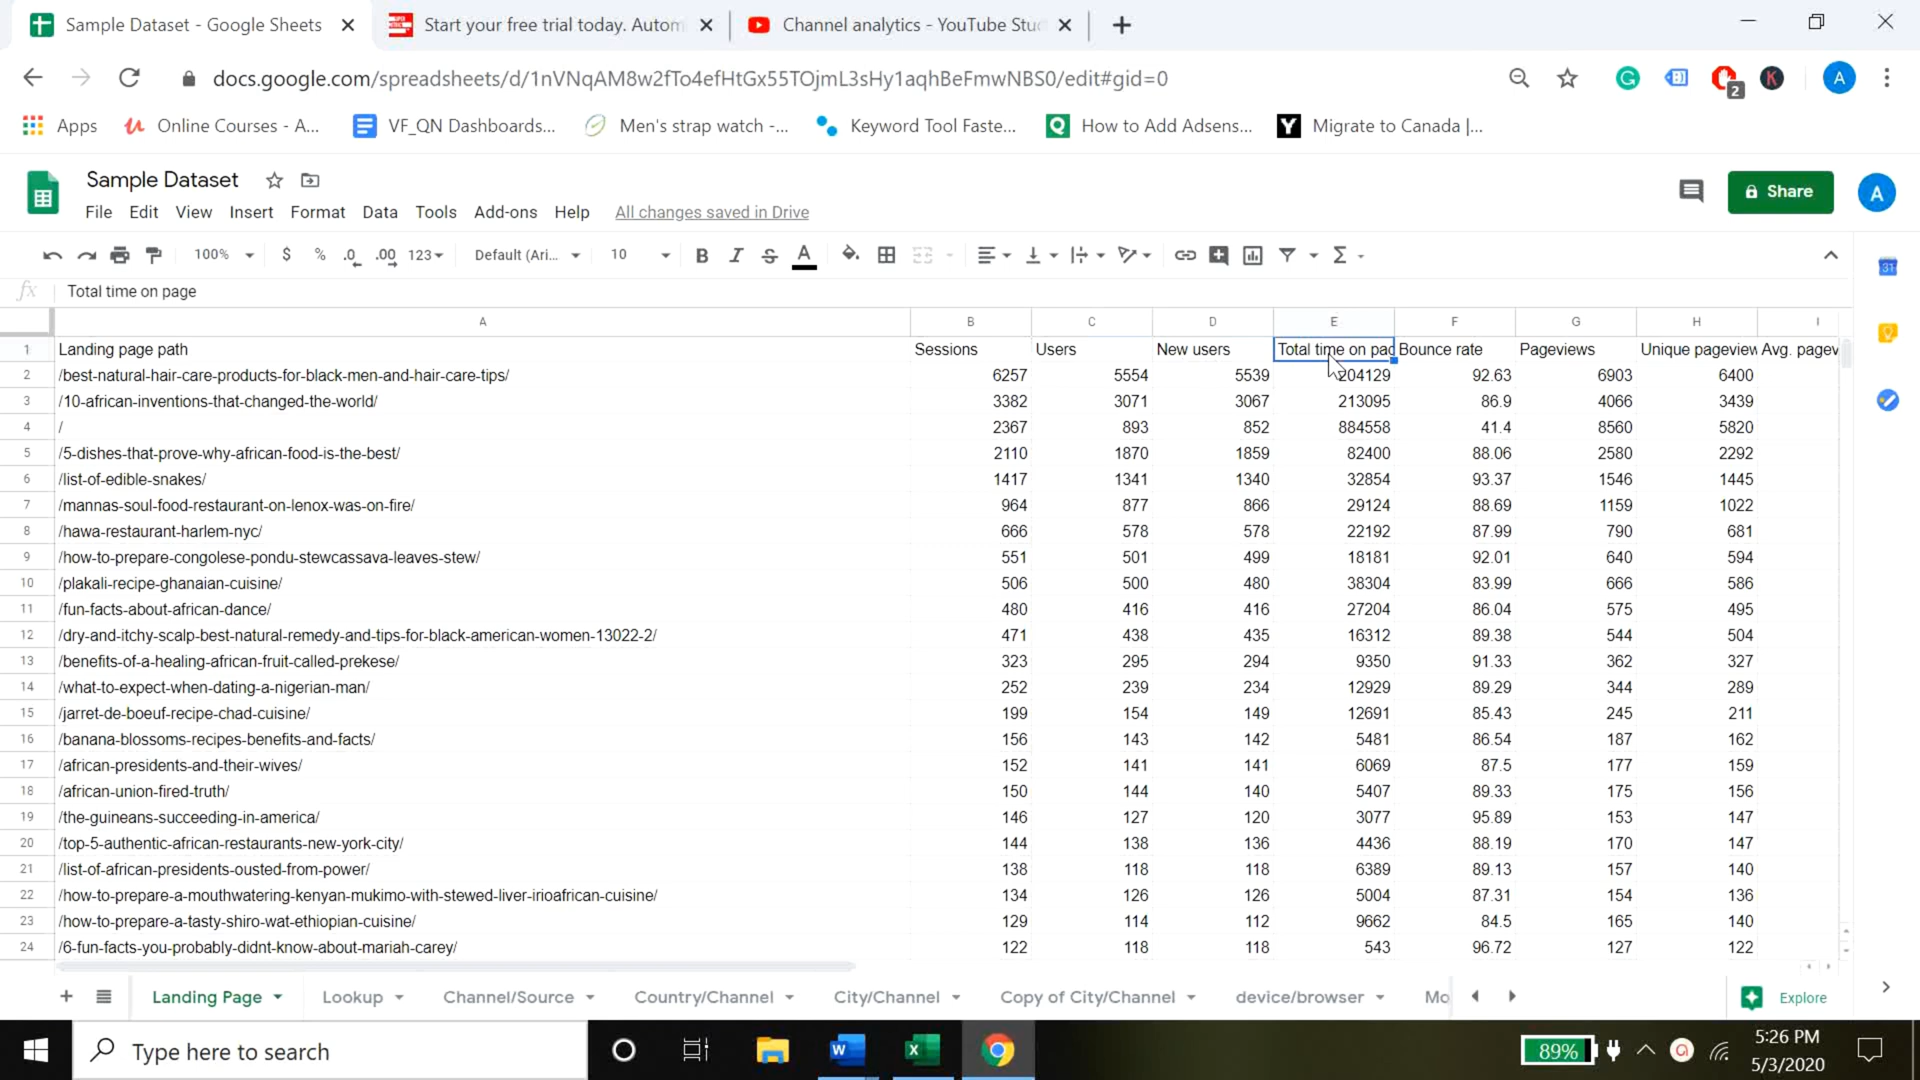 Sample Dataset - Google Sheets
Start your free trial today. Autom
Channel analytics - YouTube Stu
docs.google.com/spreadsheets/d/1nVNqAM8w2fTo4efHtGx55TOjmL3sHy1aqhBeFmwNBS0/edit#gid=0
2
A
Apps
Online Courses - A...
VF_QN Dashboards...
Men's strap watch -...
Keyword Tool Faste...
How to Add Adsens...
Migrate to Canada |...
Sample Dataset
Share
A
File Edit View Insert Format Data Tools Add-ons Help All changes saved in Drive
100% $ % .0 .00 123 Default (Ari... 10 B I S A
31
fx Total time on page
A B C D E F G H I
1 Landing page path Sessions Users New users Total time on pag Bounce rate Pageviews Unique pageview Avg. pagev
2 /best-natural-hair-care-products-for-black-men-and-hair-care-tips/ 6257 5554 5539 204129 92.63 6903 6400
3 /10-african-inventions-that-changed-the-world/ 3382 3071 3067 213095 86.9 4066 3439
4 / 2367 893 852 884558 41.4 8560 5820
5 /5-dishes-that-prove-why-african-food-is-the-best/ 2110 1870 1859 82400 88.06 2580 2292
6 /list-of-edible-snakes/ 1417 1341 1340 32854 93.37 1546 1445
7 /mannas-soul-food-restaurant-on-lenox-was-on-fire/ 964 877 866 29124 88.69 1159 1022
8 /hawa-restaurant-harlem-nyc/ 666 578 578 22192 87.99 790 681
9 /how-to-prepare-congolese-pondu-stewcassava-leaves-stew/ 551 501 499 18181 92.01 640 594
10 /plakali-recipe-ghanaian-cuisine/ 506 500 480 38304 83.99 666 586
11 /fun-facts-about-african-dance/ 480 416 416 27204 86.04 575 495
12 /dry-and-itchy-scalp-best-natural-remedy-and-tips-for-black-american-women-13022-2/ 471 438 435 16312 89.38 544 504
13 /benefits-of-a-healing-african-fruit-called-prekese/ 323 295 294 9350 91.33 362 327
14 /what-to-expect-when-dating-a-nigerian-man/ 252 239 234 12929 89.29 344 289
15 /jarret-de-boeuf-recipe-chad-cuisine/ 199 154 149 12691 85.43 245 211
16 /banana-blossoms-recipes-benefits-and-facts/ 156 143 142 5481 86.54 187 162
17 /african-presidents-and-their-wives/ 152 141 141 6069 87.5 177 159
18 /african-union-fired-truth/ 150 144 140 5407 89.33 175 156
19 /the-guineans-succeeding-in-america/ 146 127 120 3077 95.89 153 147
20 /top-5-authentic-african-restaurants-new-york-city/ 144 138 136 4436 88.19 170 147
21 /list-of-african-presidents-ousted-from-power/ 138 118 118 6389 89.13 157 140
22 /how-to-prepare-a-mouthwatering-kenyan-mukimo-with-stewed-liver-irioafrican-cuisine/ 134 126 126 5004 87.31 154 136
23 /how-to-prepare-a-tasty-shiro-wat-ethiopian-cuisine/ 129 114 112 9662 84.5 165 140
24 /6-fun-facts-you-probably-didnt-know-about-mariah-carey/ 122 118 118 543 96.72 127 122
Landing Page Lookup Channel/Source Country/Channel City/Channel Copy of City/Channel device/browser Mo Explore
Type here to search
89%
5:26 PM
5/3/2020